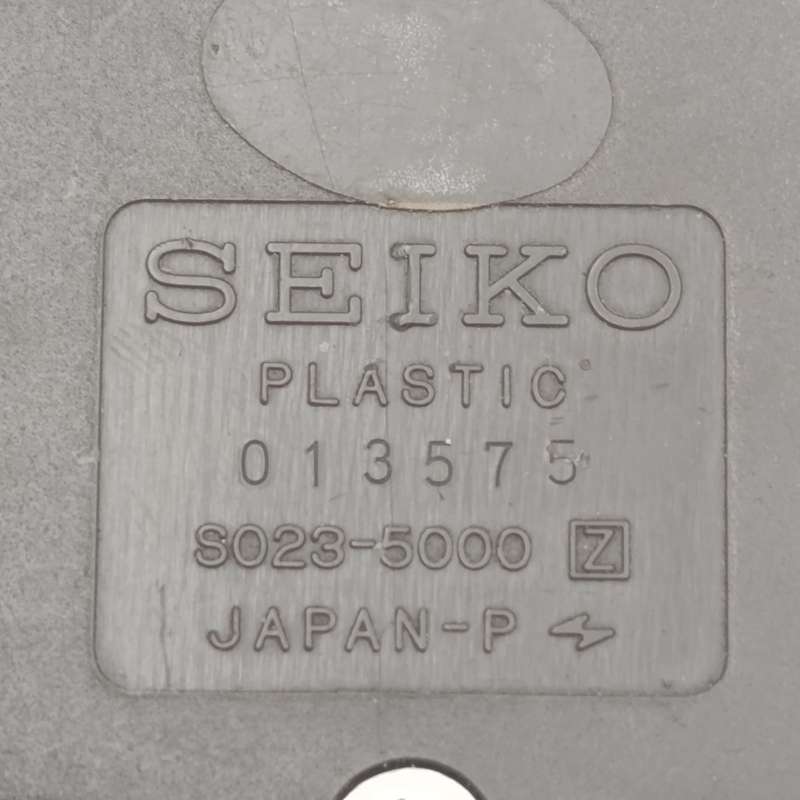 SEIKO
PLASTIC
013575
S023-5000 Z
JAPAN-P